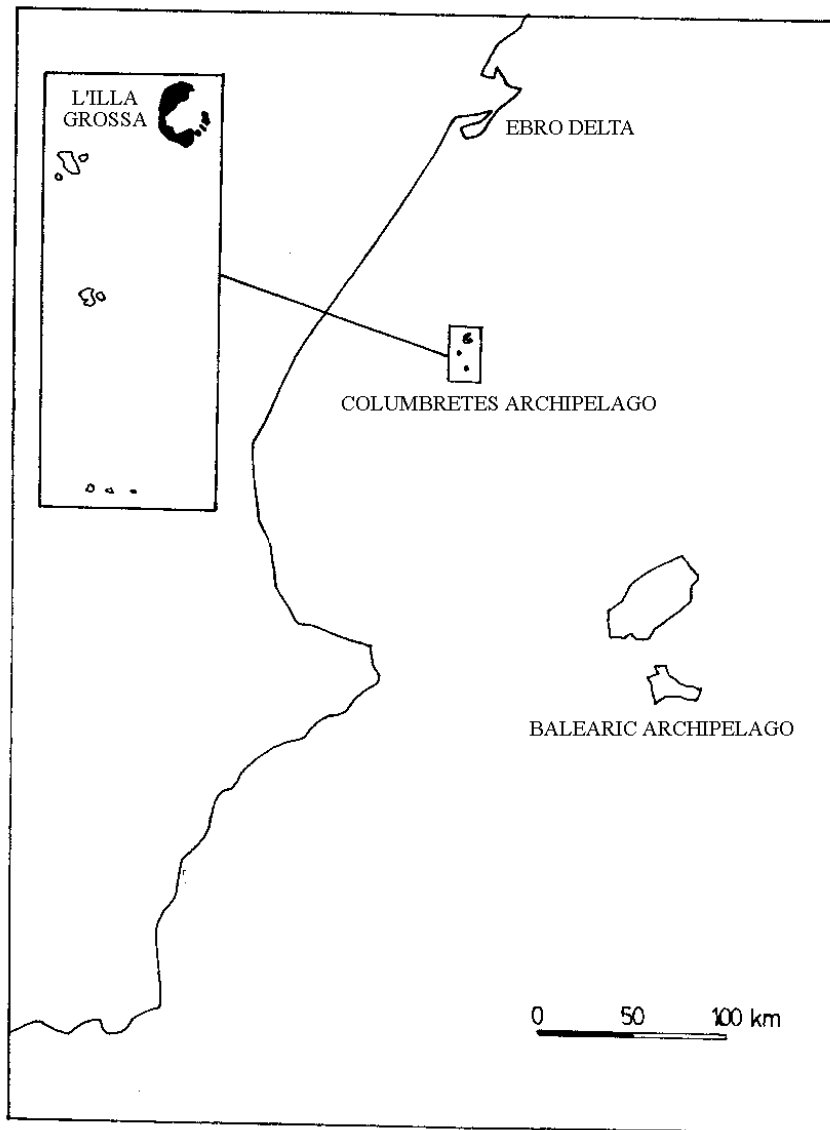 L'ILLA
GROSSA
EBRO DELTA
COLUMBRETES ARCHIPELAGO
BALEARIC ARCHIPELAGO
0 50 100 km